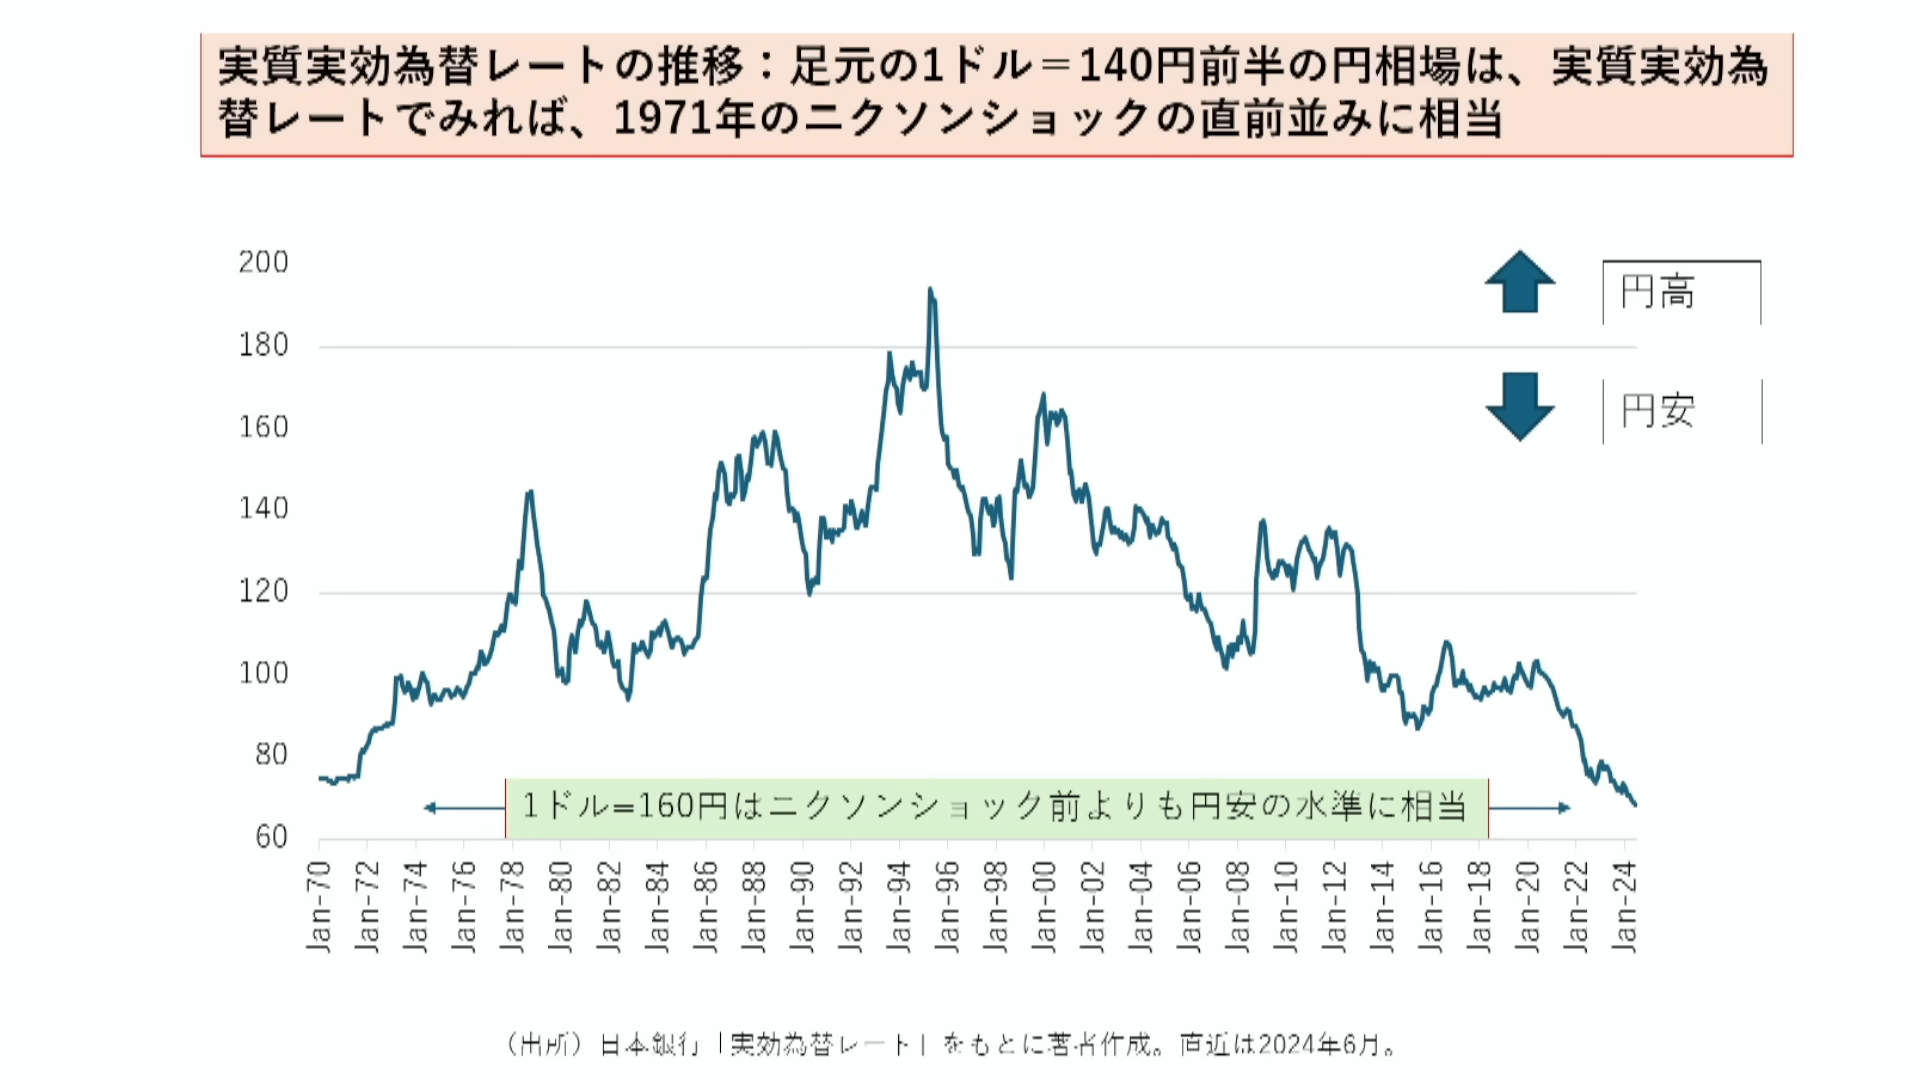 実質実効為替レートの推移：足元の1ドル＝140円前半の円相場は、実質実効為
替レートでみれば、1971年のニクソンショックの直前並みに相当
円高
円安
200
180
160
140
120
100
80
60
1ドル=160円はニクソンショック前よりも円安の水準に相当
Jan-70
Jan-72
Jan-74
Jan-76
Jan-78
Jan-80
Jan-82
Jan-84
Jan-86
Jan-88
Jan-90
Jan-92
Jan-94
Jan-96
Jan-98
Jan-00
Jan-02
Jan-04
Jan-06
Jan-08
Jan-10
Jan-12
Jan-14
Jan-16
Jan-18
Jan-20
Jan-22
Jan-24
（出所）日本銀行「実効為替レート」をもとに著者作成。直近は2024年6月。